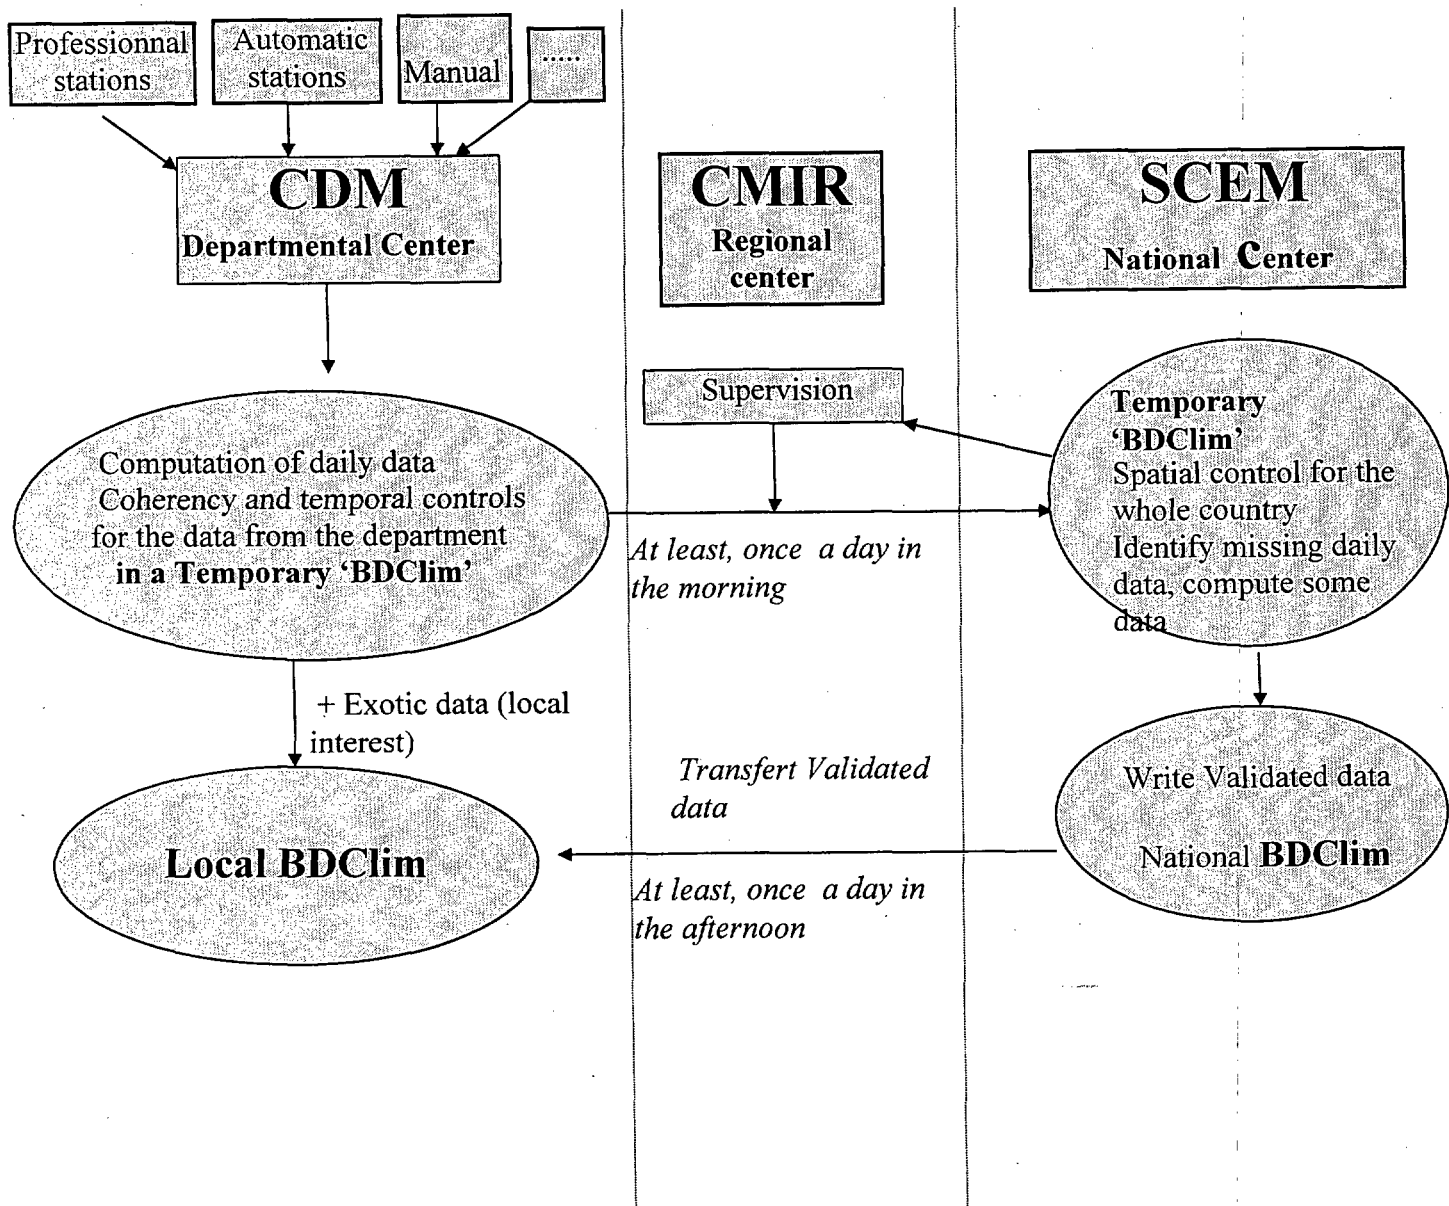 Professionnal
stations
Automatic
stations
Manual
.....
CDM
Departmental Center
CMIR
Regional
center
SCEM
National Center
Supervision
Computation of daily data
Coherency and temporal controls
for the data from the department
in a Temporary ‘BDClim’
At least, once a day in
the morning
Temporary
‘BDClim’
Spatial control for the
whole country
Identify missing daily
data, compute some
data
+ Exotic data (local
interest)
Transfert Validated
data
Write Validated data
National BDClim
Local BDClim
At least, once a day in
the afternoon